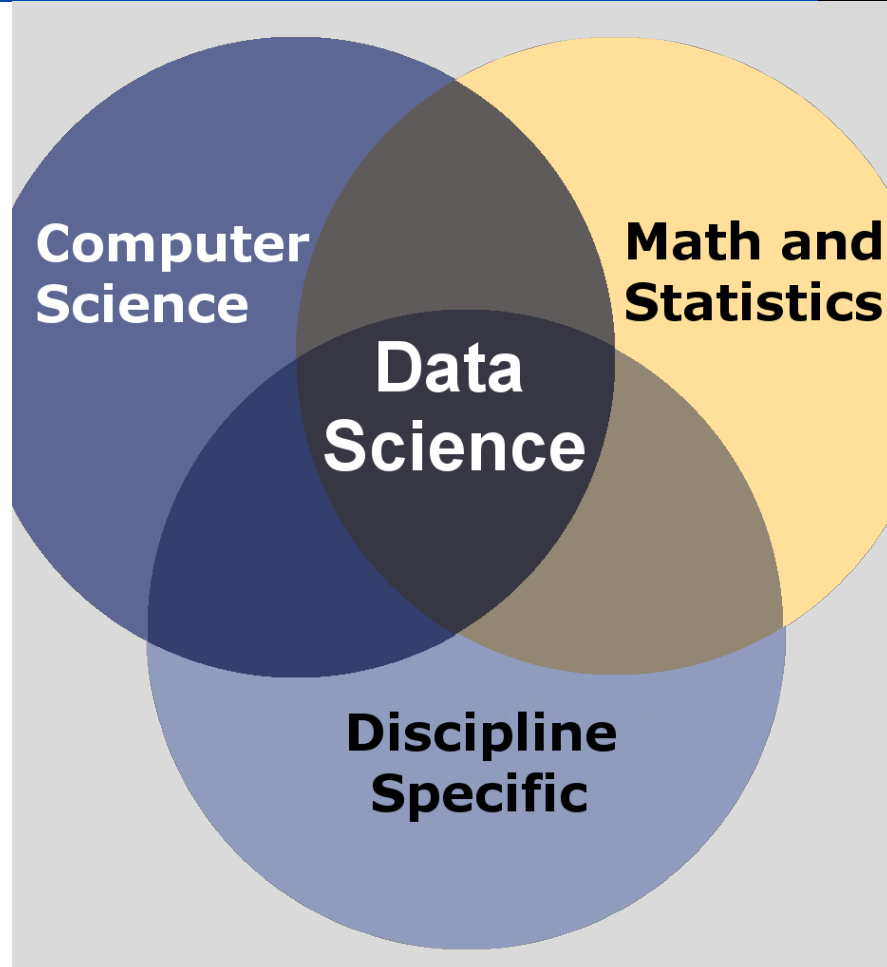 Computer
Science
Math and
Statistics
Data
Science
Discipline
Specific